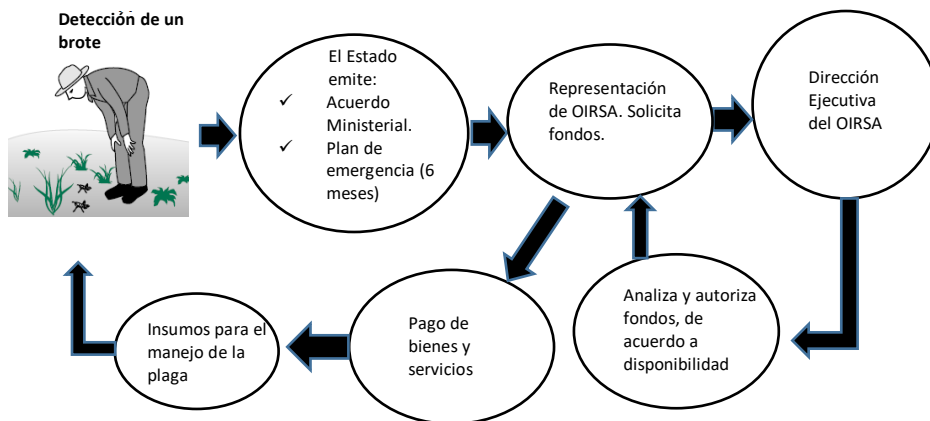 Detección de un
brote
El Estado
emite:
✓ Acuerdo
Ministerial.
✓ Plan de
emergencia (6
meses)
Representación
de OIRSA. Solicita
fondos.
Dirección
Ejecutiva
del OIRSA
Analiza y autoriza
fondos, de
acuerdo a
disponibilidad
Pago de
bienes y
servicios
Insumos para el
manejo de la
plaga